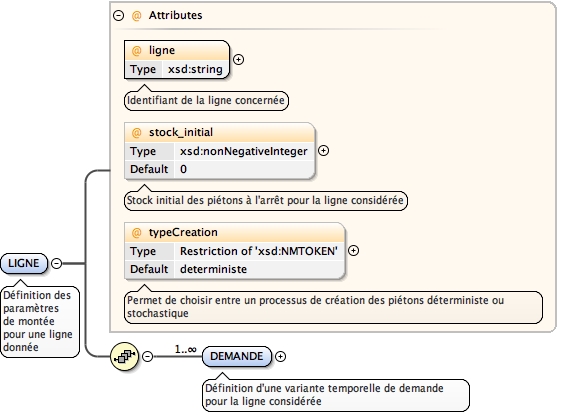 @ Attributes
@ ligne
Type xsd:string
Identifiant de la ligne concernée
@ stock_initial
Type xsd:nonNegativeInteger
Default 0
Stock initial des piétons à l'arrêt pour la ligne considérée
@ typeCreation
Type Restriction of 'xsd:NMTOKEN'
Default deterministe
Permet de choisir entre un processus de création des piétons déterministe ou
stochastique
LIGNE
Définition des
paramètres
de montée
pour une ligne
donnée
1..∞
DEMANDE
Définition d'une variante temporelle de demande
pour la ligne considérée